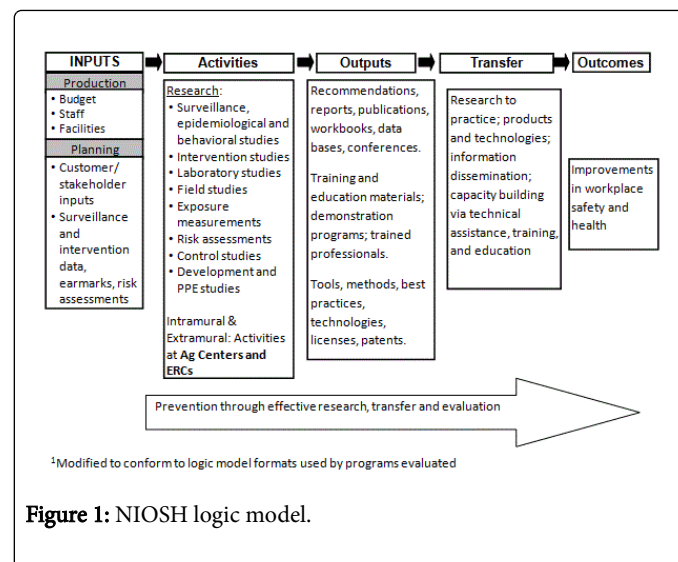 INPUTS
Production
• Budget
• Staff
• Facilities
Planning
• Customer/
stakeholder
inputs
• Surveillance
and
intervention
data,
earmarks, risk
assessments
Activities
Research:
• Surveillance,
epidemiological and
behavioral studies
• Intervention studies
• Laboratory studies
• Field studies
• Exposure
measurements
• Risk assessments
• Control studies
• Development and
PPE studies
Intramural &
Extramural: Activities
at Ag Centers and
ERCs
Outputs
Recommendations,
reports, publications,
workbooks, data
bases, conferences.
Training and
education materials;
demonstration
programs; trained
professionals.
Tools, methods, best
practices,
technologies,
licenses, patents.
Transfer
Research to
practice; products
and technologies;
information
dissemination;
capacity building
via technical
assistance, training,
and education
Outcomes
Improvements
in workplace
safety and
health
Prevention through effective research, transfer and evaluation
1Modified to conform to logic model formats used by programs evaluated
Figure 1: NIOSH logic model.